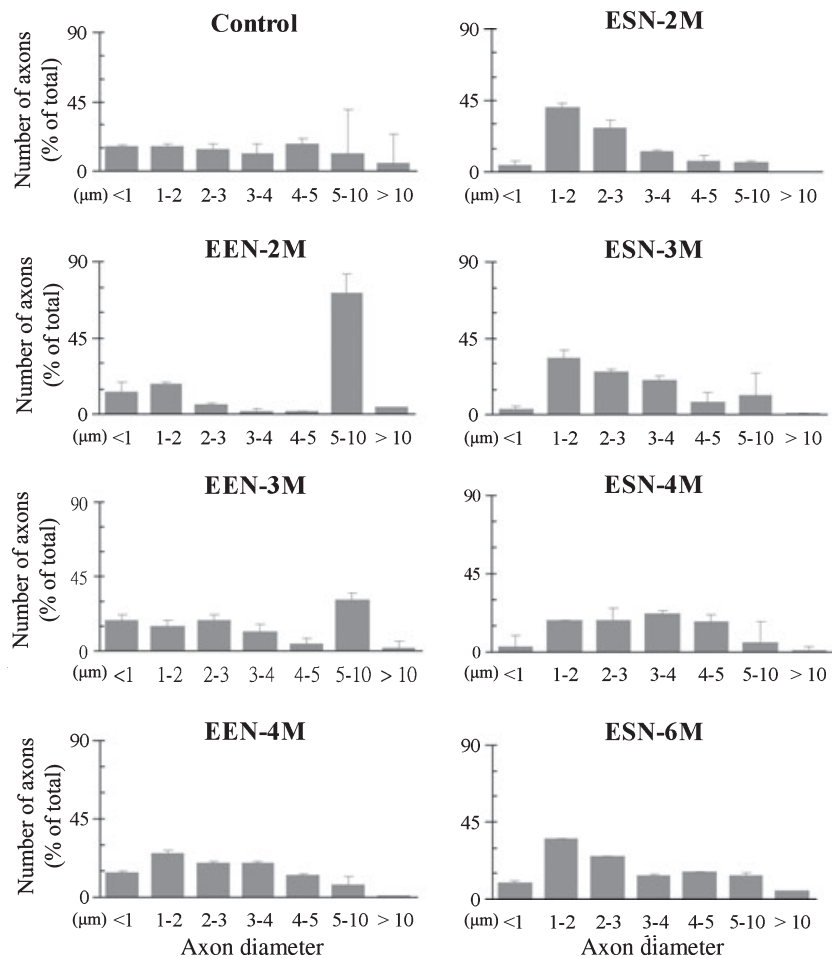 Control
Number of axons
(% of total)
90
45
0
(μm) <1 1-2 2-3 3-4 4-5 5-10 > 10
ESN-2M
90
45
0
(μm) <1 1-2 2-3 3-4 4-5 5-10 > 10
EEN-2M
Number of axons
(% of total)
90
45
0
(μm) <1 1-2 2-3 3-4 4-5 5-10 > 10
ESN-3M
90
45
0
(μm) <1 1-2 2-3 3-4 4-5 5-10 > 10
EEN-3M
Number of axons
(% of total)
90
45
0
(μm) <1 1-2 2-3 3-4 4-5 5-10 > 10
ESN-4M
90
45
0
(μm) <1 1-2 2-3 3-4 4-5 5-10 > 10
EEN-4M
Number of axons
(% of total)
90
45
0
(μm) <1 1-2 2-3 3-4 4-5 5-10 > 10
Axon diameter
ESN-6M
90
45
0
(μm) <1 1-2 2-3 3-4 4-5 5-10 > 10
Axon diameter